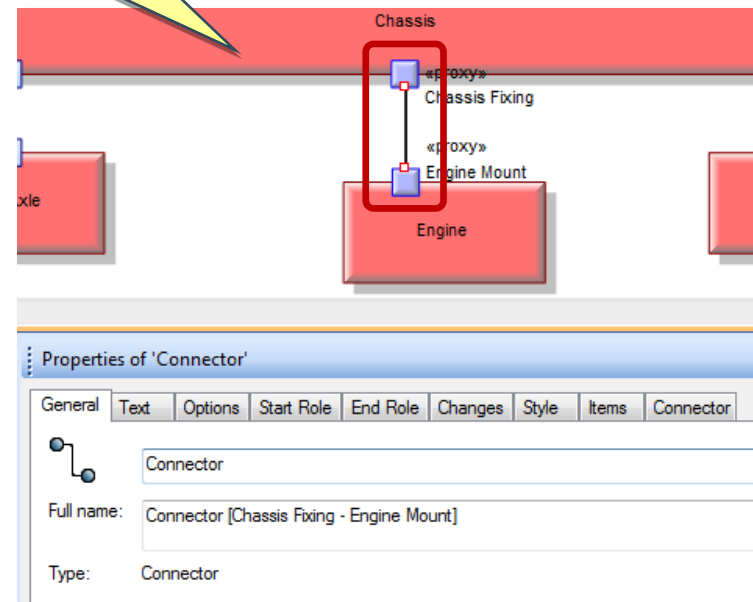 Chassis
«proxy»
Chassis Fixing
«proxy»
Engine Mount
xle
Engine
Properties of 'Connector'
General Text Options Start Role End Role Changes Style Items Connector
Connector
Full name: Connector [Chassis Fixing - Engine Mount]
Type: Connector